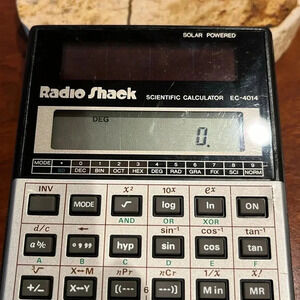 SOLAR POWERED
Radio Shack SCIENTIFIC CALCULATOR EC-4014
DEG
0.
MODE • 0 1 2 3 4 5 6 7 8 9
DEC BIN OCT HEX DEG RAD GRA FIX SCI NORM
x² 10x ex
INV MODE √ log ln ON
AND OR XOR
d/c ← sin⁻¹ cos⁻¹ tan⁻¹
a b/c °,,, hyp sin cos tan
A B C D E F
√ X↔M nPr nCr 1/x x!
+/− X↔Y [(--- ---)] M in MR
6